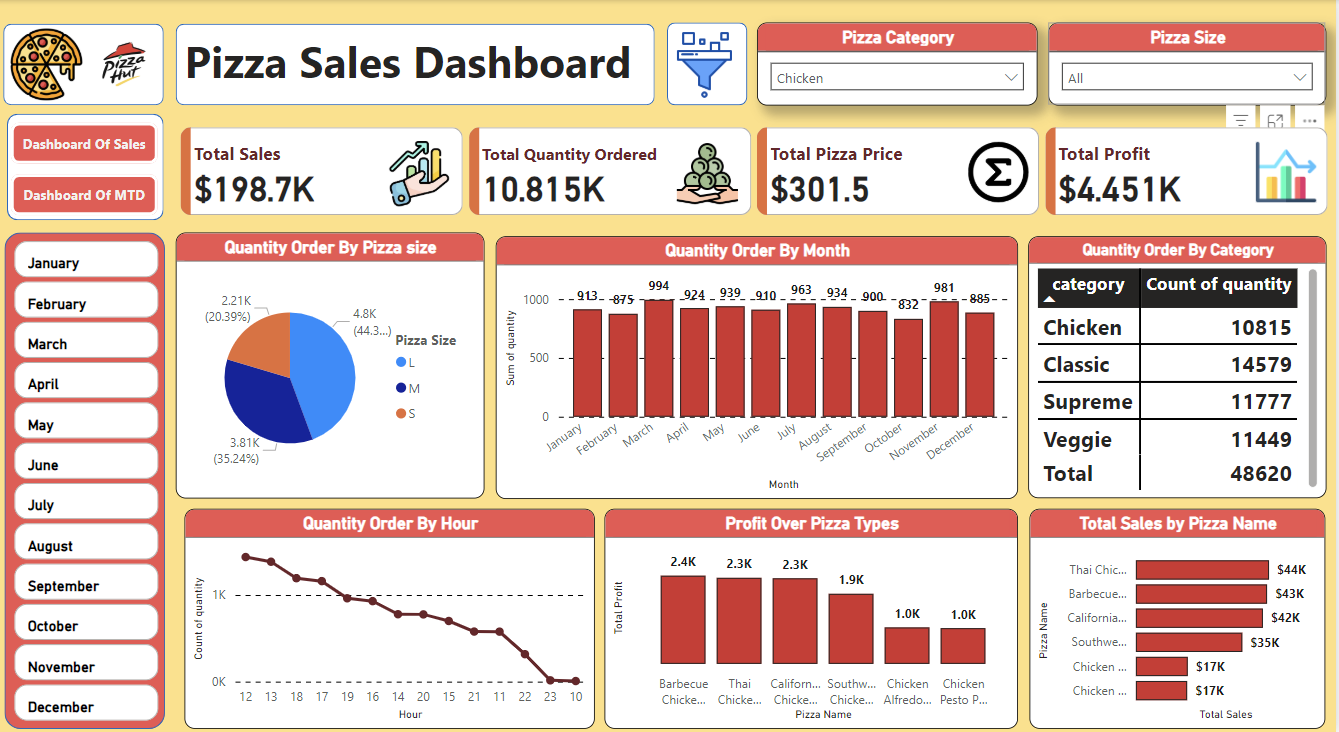 Pizza Hut
Pizza Sales Dashboard
Pizza Category
Chicken
Pizza Size
All
Dashboard Of Sales
Dashboard Of MTD
Total Sales
$198.7K
Total Quantity Ordered
10.815K
Total Pizza Price
$301.5
Σ
Total Profit
$4.451K
January
February
March
April
May
June
July
August
September
October
November
December
Quantity Order By Pizza size
2.21K
(20.39%)
4.8K
(44.3...)
3.81K
(35.24%)
Pizza Size
L
M
S
Quantity Order By Month
Sum of quantity
1000
500
0
913 875 994 924 939 910 963 934 900 832 981 885
January February March April May June July August September October November December
Month
Quantity Order By Category
category Count of quantity
Chicken 10815
Classic 14579
Supreme 11777
Veggie 11449
Total 48620
Quantity Order By Hour
Count of quantity
1K
0K
12 13 18 17 19 16 14 20 15 21 11 22 23 10
Hour
Profit Over Pizza Types
Total Profit
2.4K 2.3K 2.3K 1.9K 1.0K 1.0K
Barbecue Thai Californ... Southw... Chicken Chicken
Chicke... Chicke... Chicke... Chicke... Alfredo... Pesto P...
Pizza Name
Total Sales by Pizza Name
Pizza Name
Thai Chic... $44K
Barbecue... $43K
California... $42K
Southwe... $35K
Chicken ... $17K
Chicken ... $17K
Total Sales